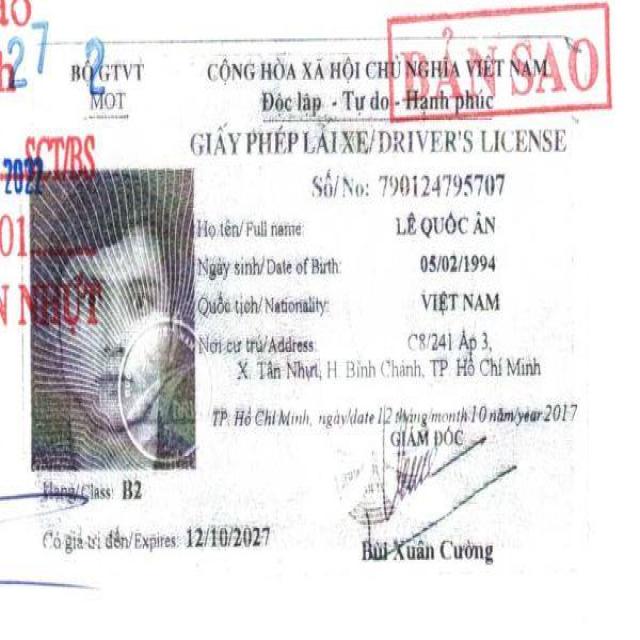 BẢN SAO
27 2
BỘ GTVT
MOT
CỘNG HÒA XÃ HỘI CHỦ NGHĨA VIỆT NAM
Độc lập - Tự do - Hạnh phúc
GIẤY PHÉP LÁI XE/DRIVER'S LICENSE
SCT/BS
Số/No: 790124795707
2022
Họ tên/ Full name: LÊ QUỐC ÂN
01
Ngày sinh/ Date of Birth: 05/02/1994
Quốc tịch/ Nationality: VIỆT NAM
N NHỰT
Nơi cư trú/Address: C8/241 Ấp 3,
X. Tân Nhựt, H. Bình Chánh, TP. Hồ Chí Minh
TP. Hồ Chí Minh, ngày/date 12 tháng/month 10 năm/year 2017
GIÁM ĐỐC
Hạng/Class: B2
Có giá trị đến/Expires: 12/10/2027
Bùi Xuân Cường